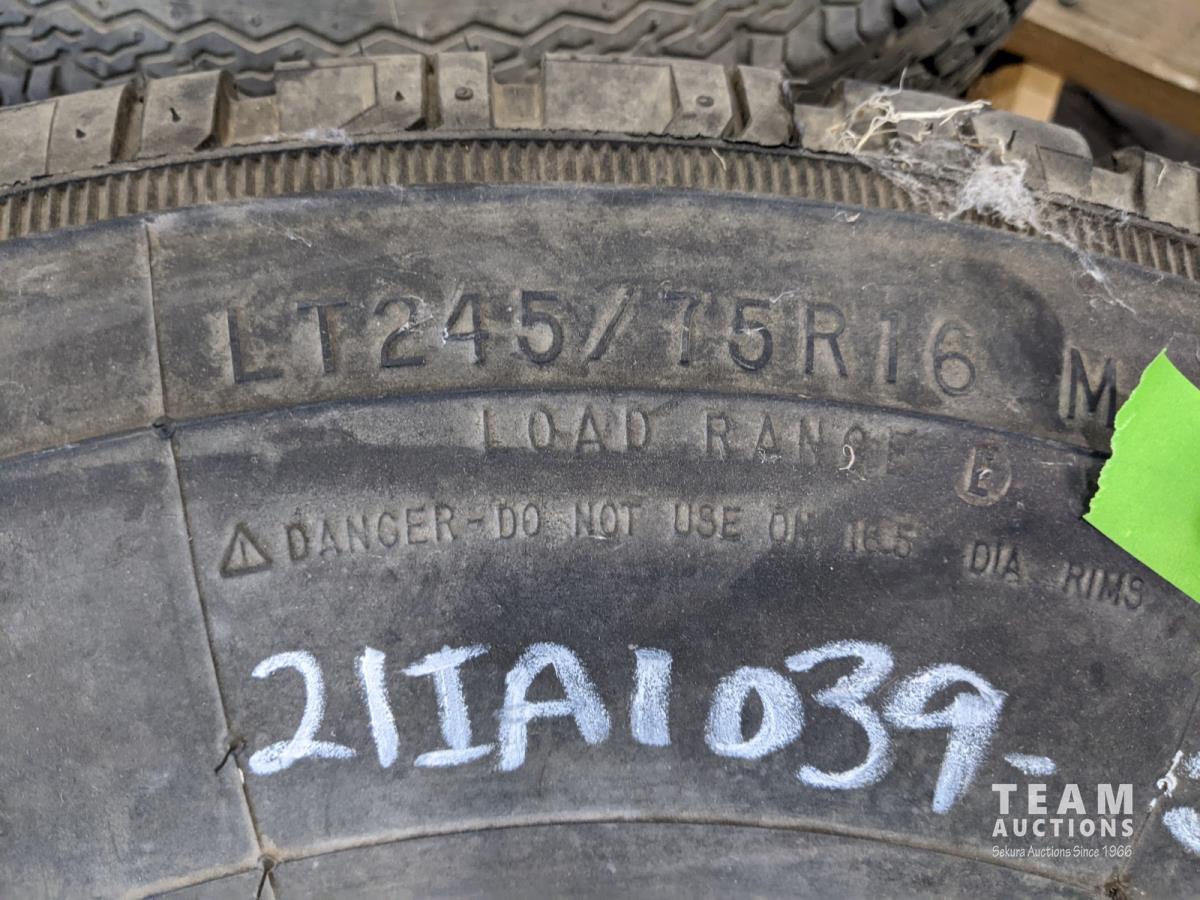 LT245/75R16 M
LOAD RANGE E
⚠ DANGER - DO NOT USE ON 16.5 DIA RIMS
21IA1039-
TEAM
AUCTIONS
Sekura Auctions Since 1966